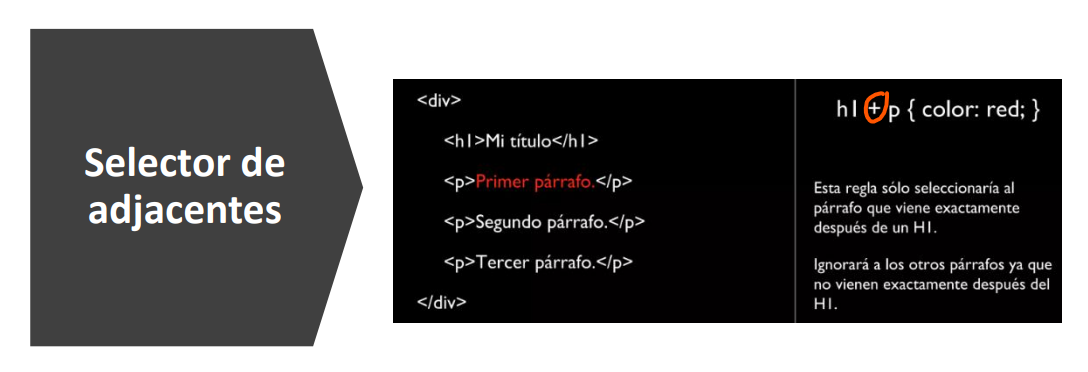 Selector de
adjacentes
<div>
<h1>Mi título</h1>
<p>Primer párrafo.</p>
<p>Segundo párrafo.</p>
<p>Tercer párrafo.</p>
</div>
h1 + p { color: red; }
Esta regla sólo seleccionaría al
párrafo que viene exactamente
después de un H1.
Ignorará a los otros párrafos ya que
no vienen exactamente después del
H1.